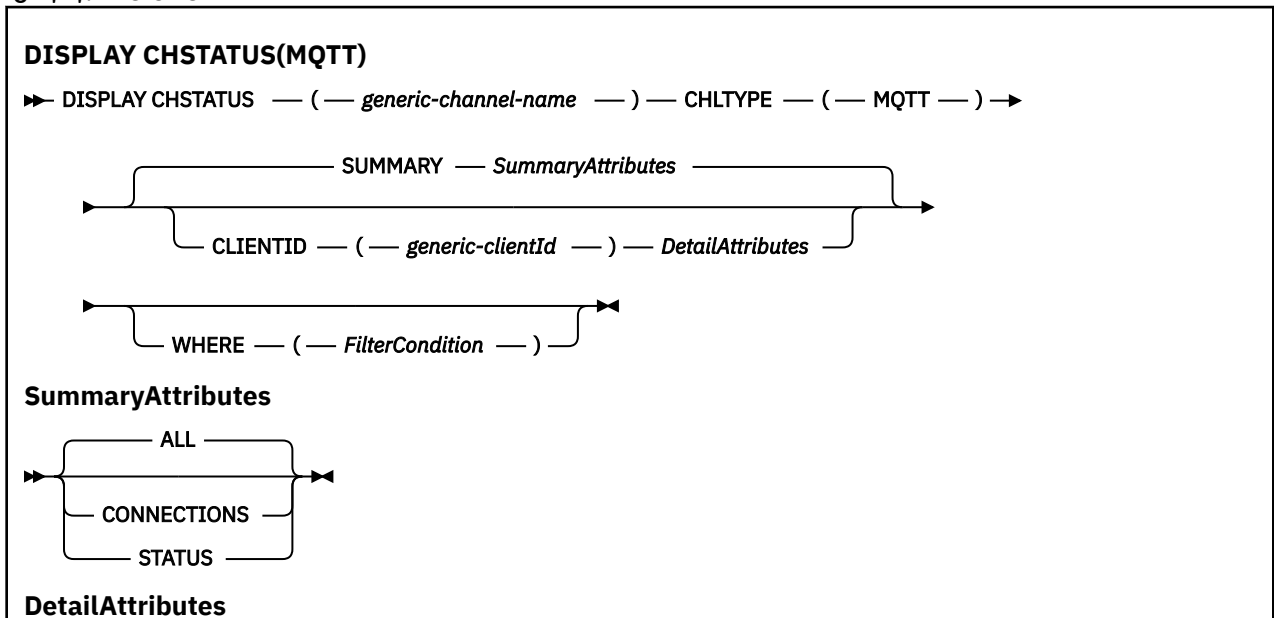 DISPLAY CHSTATUS(MQTT)
DISPLAY CHSTATUS ( generic-channel-name ) CHLTYPE ( MQTT )
SUMMARY SummaryAttributes
CLIENTID ( generic-clientId ) DetailAttributes
WHERE ( FilterCondition )
SummaryAttributes
ALL
CONNECTIONS
STATUS
DetailAttributes